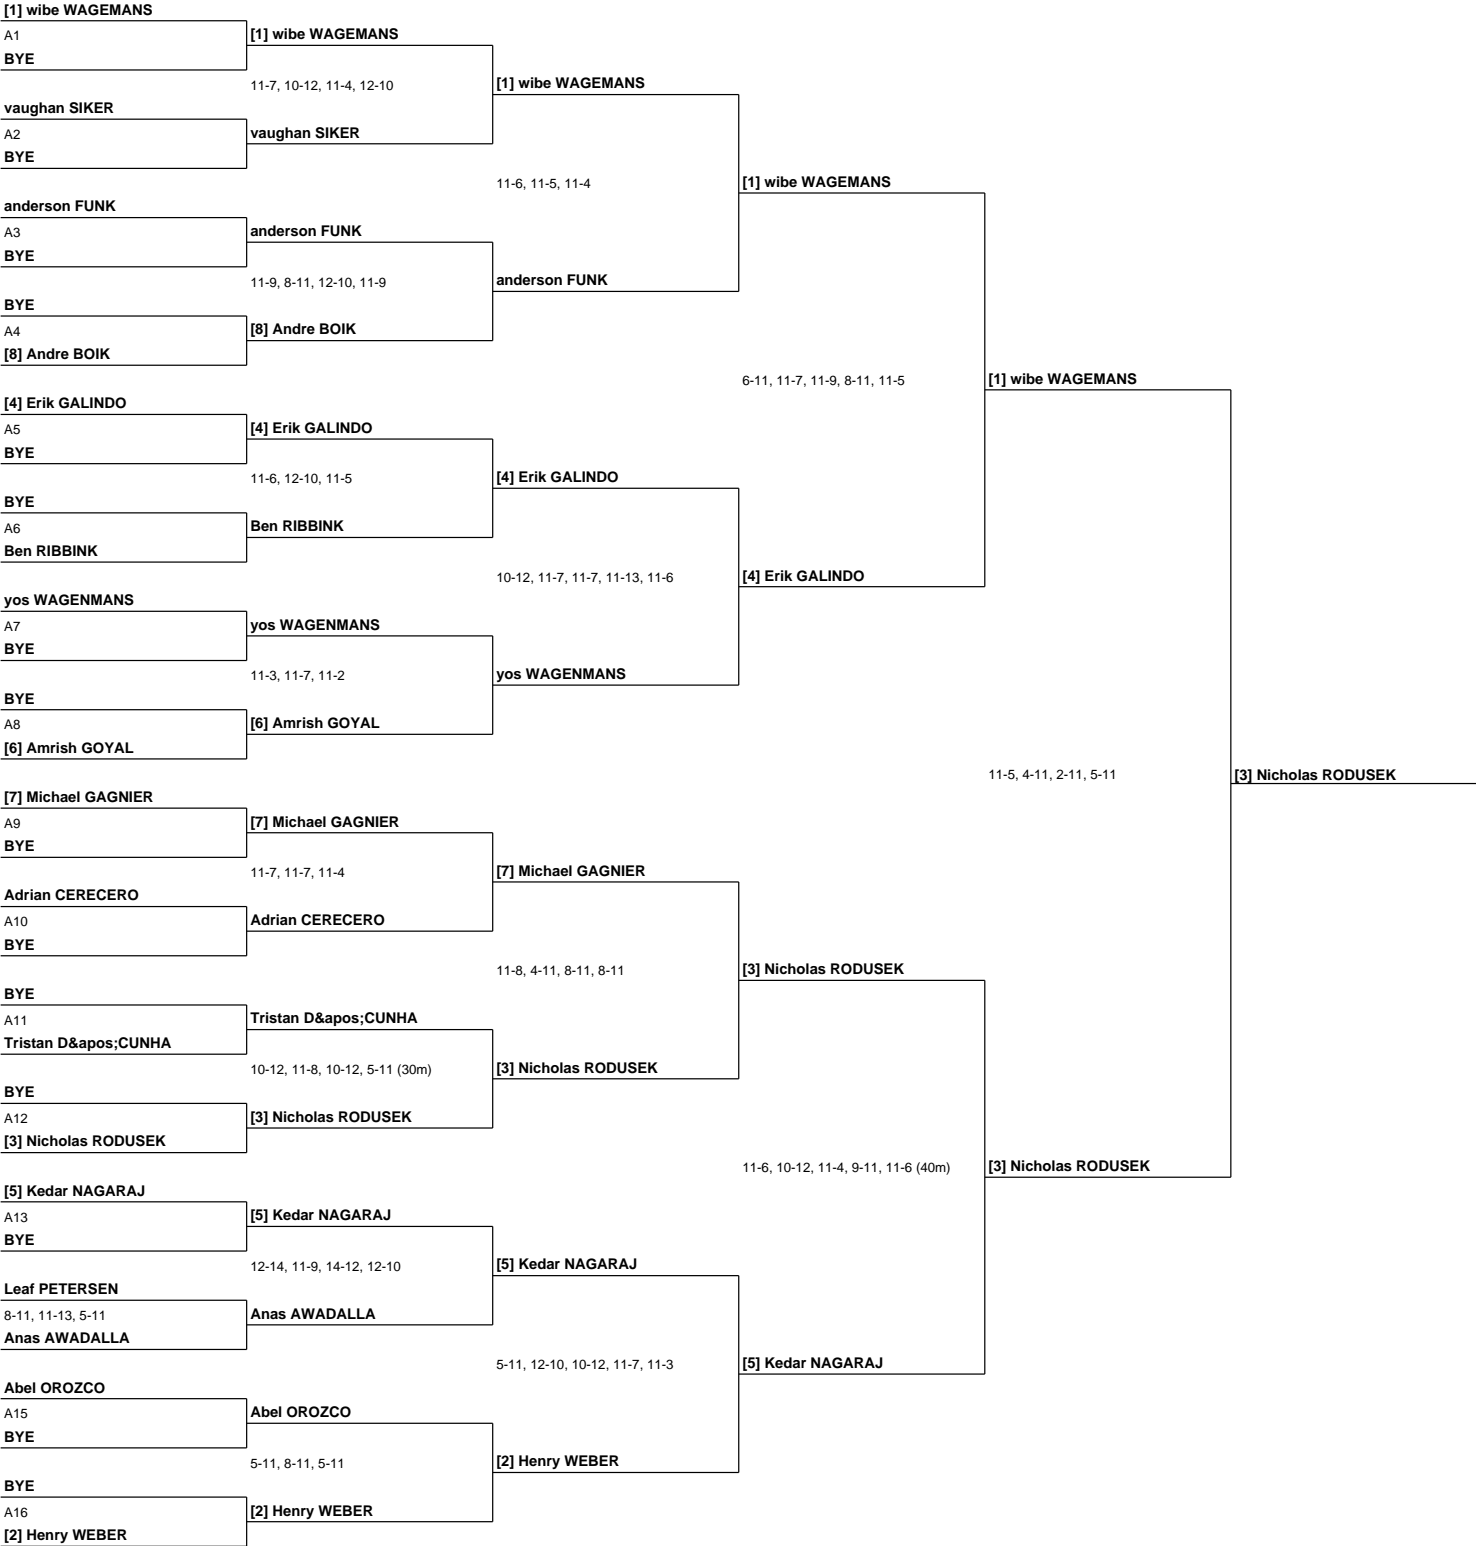 [1] wibe WAGEMANS
A1
BYE
[1] wibe WAGEMANS
11-7, 10-12, 11-4, 12-10
[1] wibe WAGEMANS
vaughan SIKER
A2
BYE
vaughan SIKER
11-6, 11-5, 11-4
[1] wibe WAGEMANS
anderson FUNK
A3
BYE
anderson FUNK
11-9, 8-11, 12-10, 11-9
anderson FUNK
BYE
A4
[8] Andre BOIK
[8] Andre BOIK
6-11, 11-7, 11-9, 8-11, 11-5
[1] wibe WAGEMANS
[4] Erik GALINDO
A5
BYE
[4] Erik GALINDO
11-6, 12-10, 11-5
[4] Erik GALINDO
BYE
A6
Ben RIBBINK
Ben RIBBINK
10-12, 11-7, 11-7, 11-13, 11-6
[4] Erik GALINDO
yos WAGENMANS
A7
BYE
yos WAGENMANS
11-3, 11-7, 11-2
yos WAGENMANS
BYE
A8
[6] Amrish GOYAL
[6] Amrish GOYAL
11-5, 4-11, 2-11, 5-11
[3] Nicholas RODUSEK
[7] Michael GAGNIER
A9
BYE
[7] Michael GAGNIER
11-7, 11-7, 11-4
[7] Michael GAGNIER
Adrian CERECERO
A10
BYE
Adrian CERECERO
11-8, 4-11, 8-11, 8-11
[3] Nicholas RODUSEK
BYE
A11
Tristan D&apos;CUNHA
Tristan D&apos;CUNHA
10-12, 11-8, 10-12, 5-11 (30m)
[3] Nicholas RODUSEK
BYE
A12
[3] Nicholas RODUSEK
[3] Nicholas RODUSEK
11-6, 10-12, 11-4, 9-11, 11-6 (40m)
[3] Nicholas RODUSEK
[5] Kedar NAGARAJ
A13
BYE
[5] Kedar NAGARAJ
12-14, 11-9, 14-12, 12-10
[5] Kedar NAGARAJ
Leaf PETERSEN
8-11, 11-13, 5-11
Anas AWADALLA
Anas AWADALLA
5-11, 12-10, 10-12, 11-7, 11-3
[5] Kedar NAGARAJ
Abel OROZCO
A15
BYE
Abel OROZCO
5-11, 8-11, 5-11
[2] Henry WEBER
BYE
A16
[2] Henry WEBER
[2] Henry WEBER